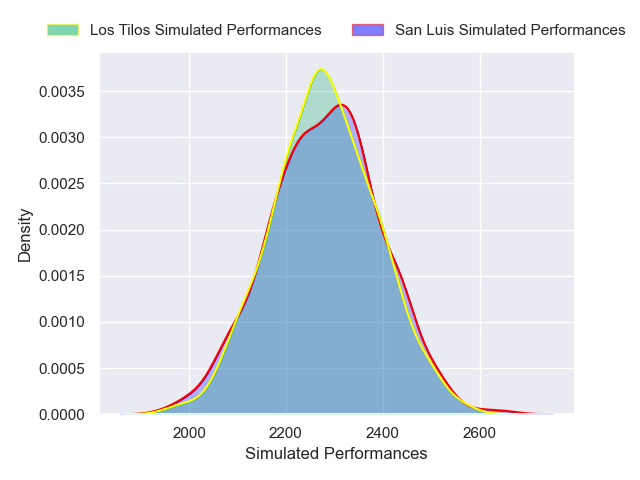 Los Tilos Simulated Performances San Luis Simulated Performances
0.0035
0.0030
0.0025
0.0020
0.0015
0.0010
0.0005
0.0000
Density
2000 2200 2400 2600
Simulated Performances